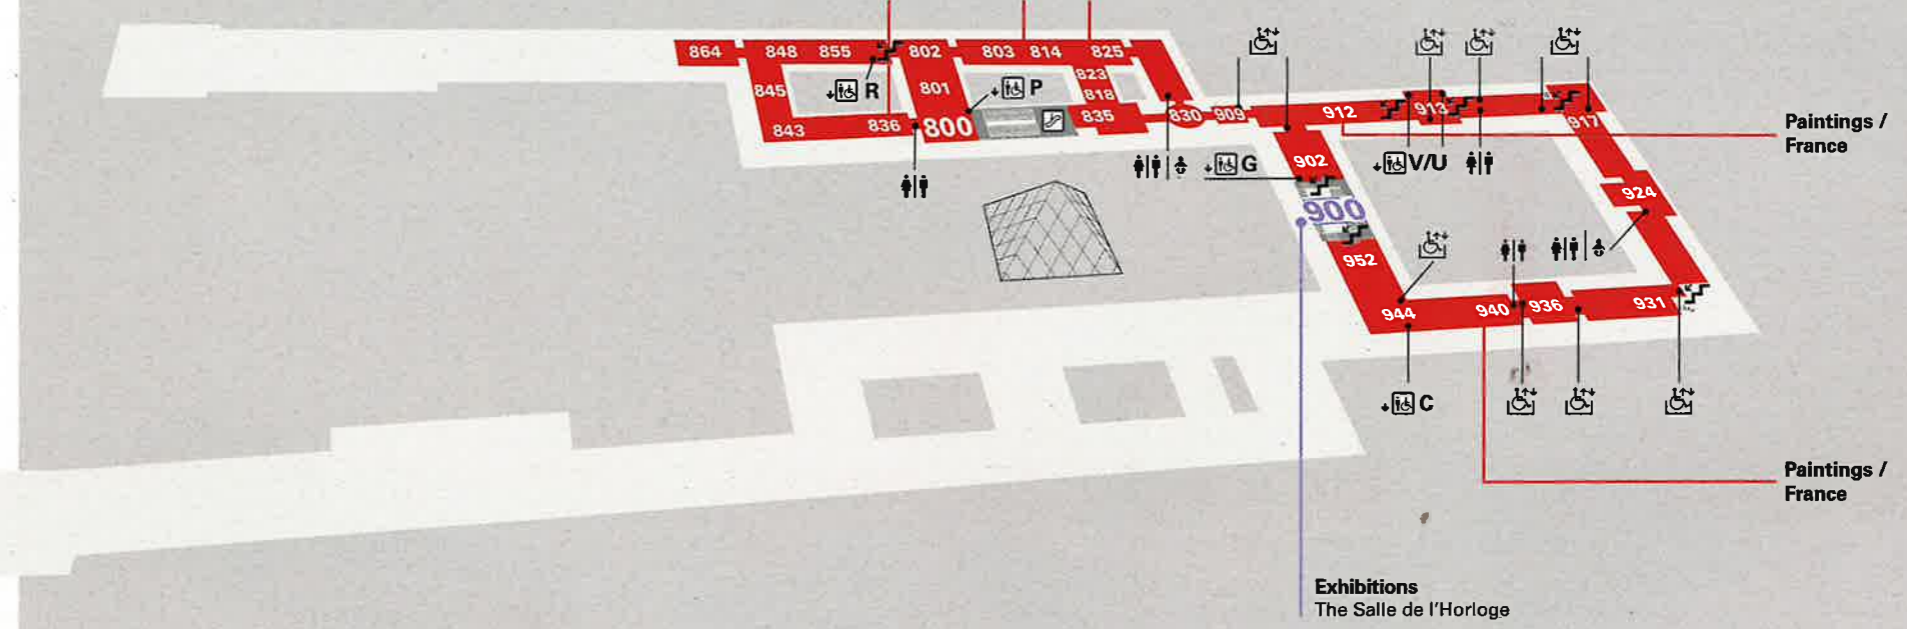 864
848
855
802
803
814
825
823
845
R
801
P
818
843
836
800
835
830
909
912
913
917
Paintings /
France
902
G
V/U
924
900
952
944
940
936
931
C
Paintings /
France
Exhibitions
The Salle de l'Horloge